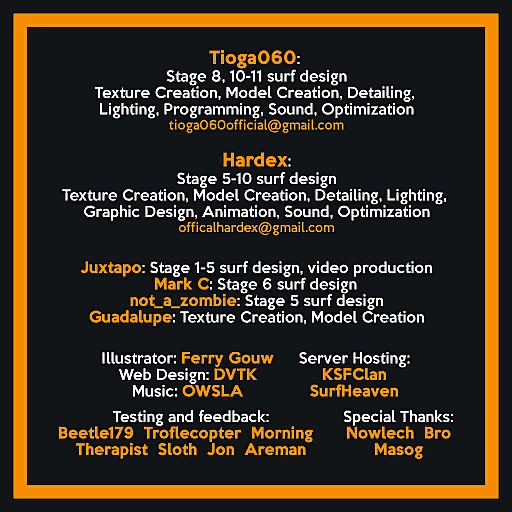 Tioga060:
Stage 8, 10-11 surf design
Texture Creation, Model Creation, Detailing,
Lighting, Programming, Sound, Optimization
tioga060official@gmail.com
Hardex:
Stage 5-10 surf design
Texture Creation, Model Creation, Detailing, Lighting,
Graphic Design, Animation, Sound, Optimization
officalhardex@gmail.com
Juxtapo: Stage 1-5 surf design, video production
Mark C: Stage 6 surf design
not_a_zombie: Stage 5 surf design
Guadalupe: Texture Creation, Model Creation
Illustrator: Ferry Gouw
Web Design: DVTK
Music: OWSLA
Server Hosting:
KSFClan
SurfHeaven
Testing and feedback:
Beetle179 Troflecopter Morning
Therapist Sloth Jon Areman
Special Thanks:
Nowlech Bro
Masog